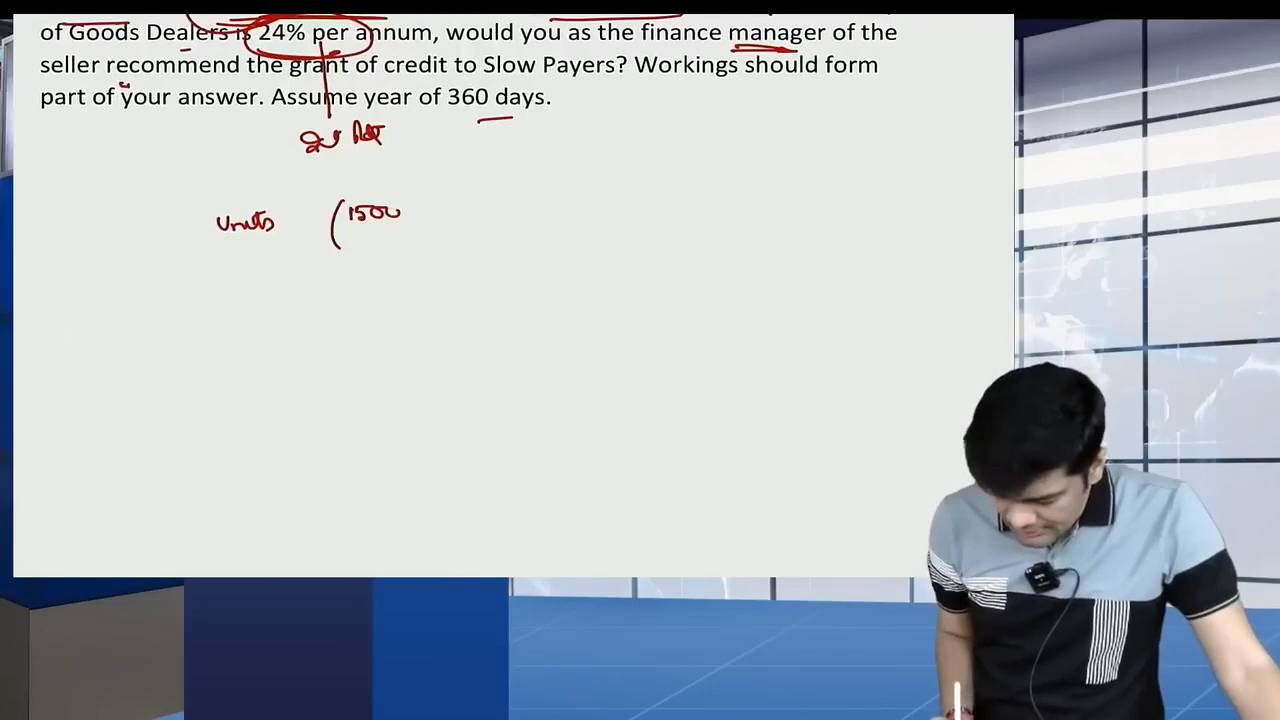 of Goods Dealers is 24% per annum, would you as the finance manager of the
seller recommend the grant of credit to Slow Payers? Workings should form
part of your answer. Assume year of 360 days.
Units (1500